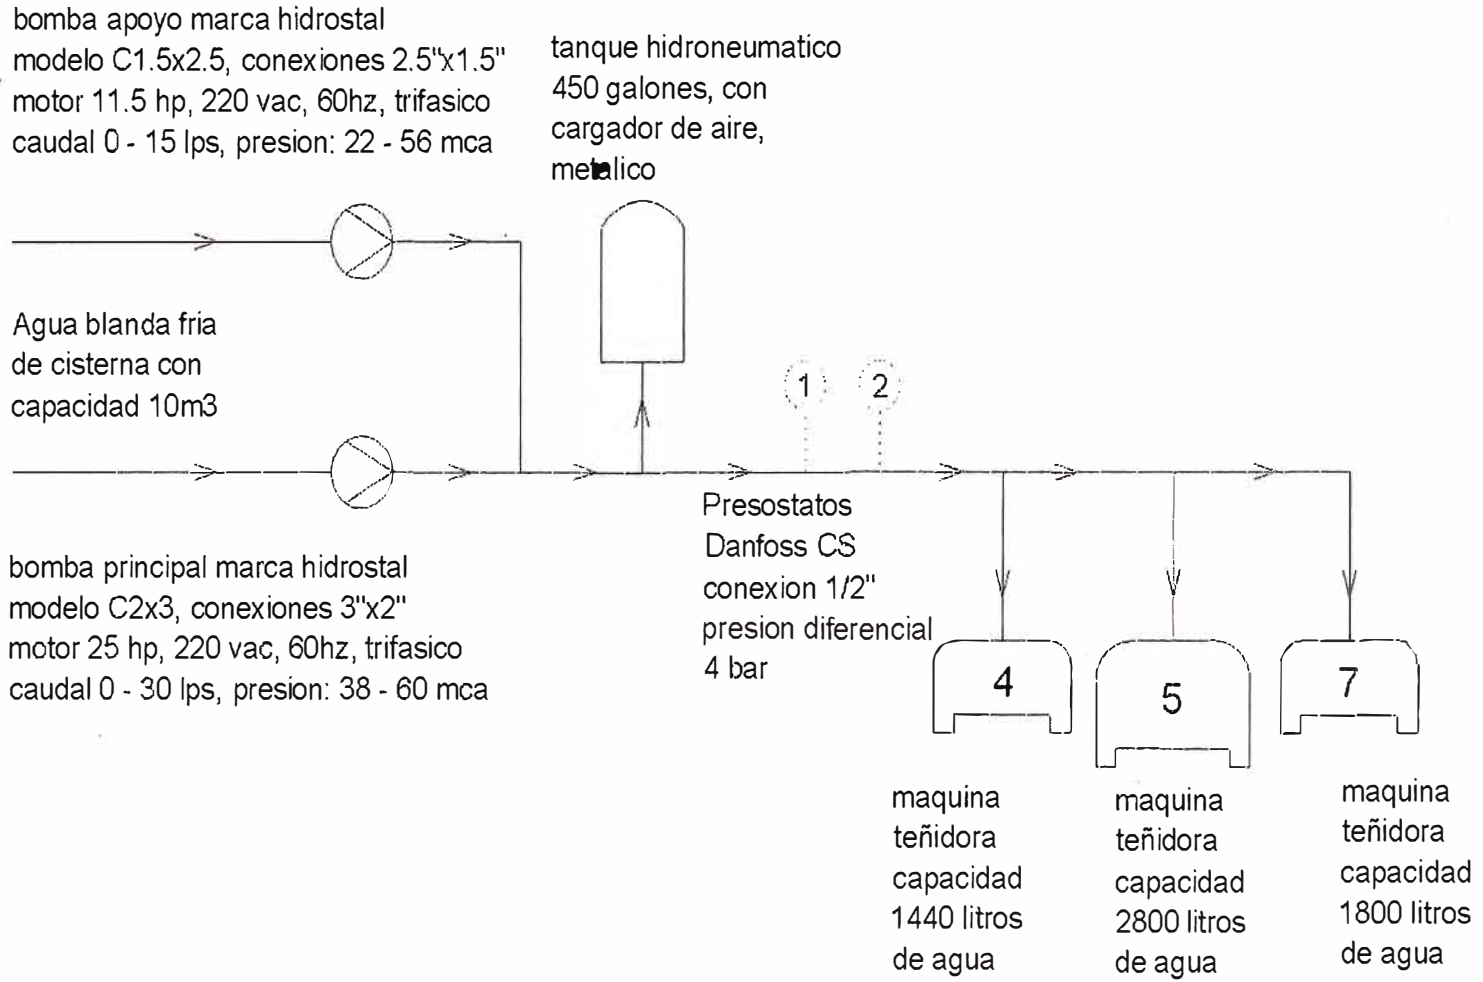 bomba apoyo marca hidrostal
modelo C1.5x2.5, conexiones 2.5"x1.5"
motor 11.5 hp, 220 vac, 60hz, trifasico
caudal 0 - 15 lps, presion: 22 - 56 mca
tanque hidroneumatico
450 galones, con
cargador de aire,
metalico
Agua blanda fria
de cisterna con
capacidad 10m3
1
2
bomba principal marca hidrostal
modelo C2x3, conexiones 3"x2"
motor 25 hp, 220 vac, 60hz, trifasico
caudal 0 - 30 lps, presion: 38 - 60 mca
Presostatos
Danfoss CS
conexion 1/2"
presion diferencial
4 bar
4
5
7
maquina
teñidora
capacidad
1440 litros
de agua
maquina
teñidora
capacidad
2800 litros
de agua
maquina
teñidora
capacidad
1800 litros
de agua